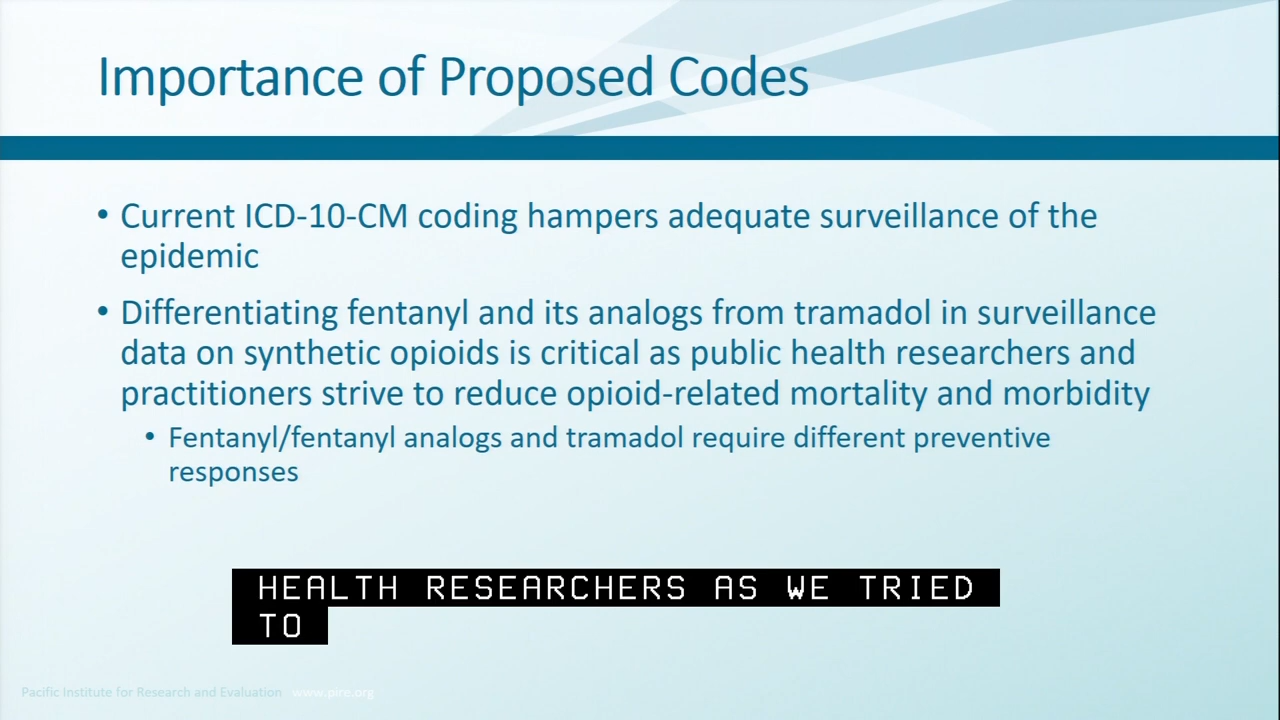 Importance of Proposed Codes
• Current ICD-10-CM coding hampers adequate surveillance of the
epidemic
• Differentiating fentanyl and its analogs from tramadol in surveillance
data on synthetic opioids is critical as public health researchers and
practitioners strive to reduce opioid-related mortality and morbidity
• Fentanyl/fentanyl analogs and tramadol require different preventive
responses
HEALTH RESEARCHERS AS WE TRIED
TO
Pacific Institute for Research and Evaluation www.pire.org